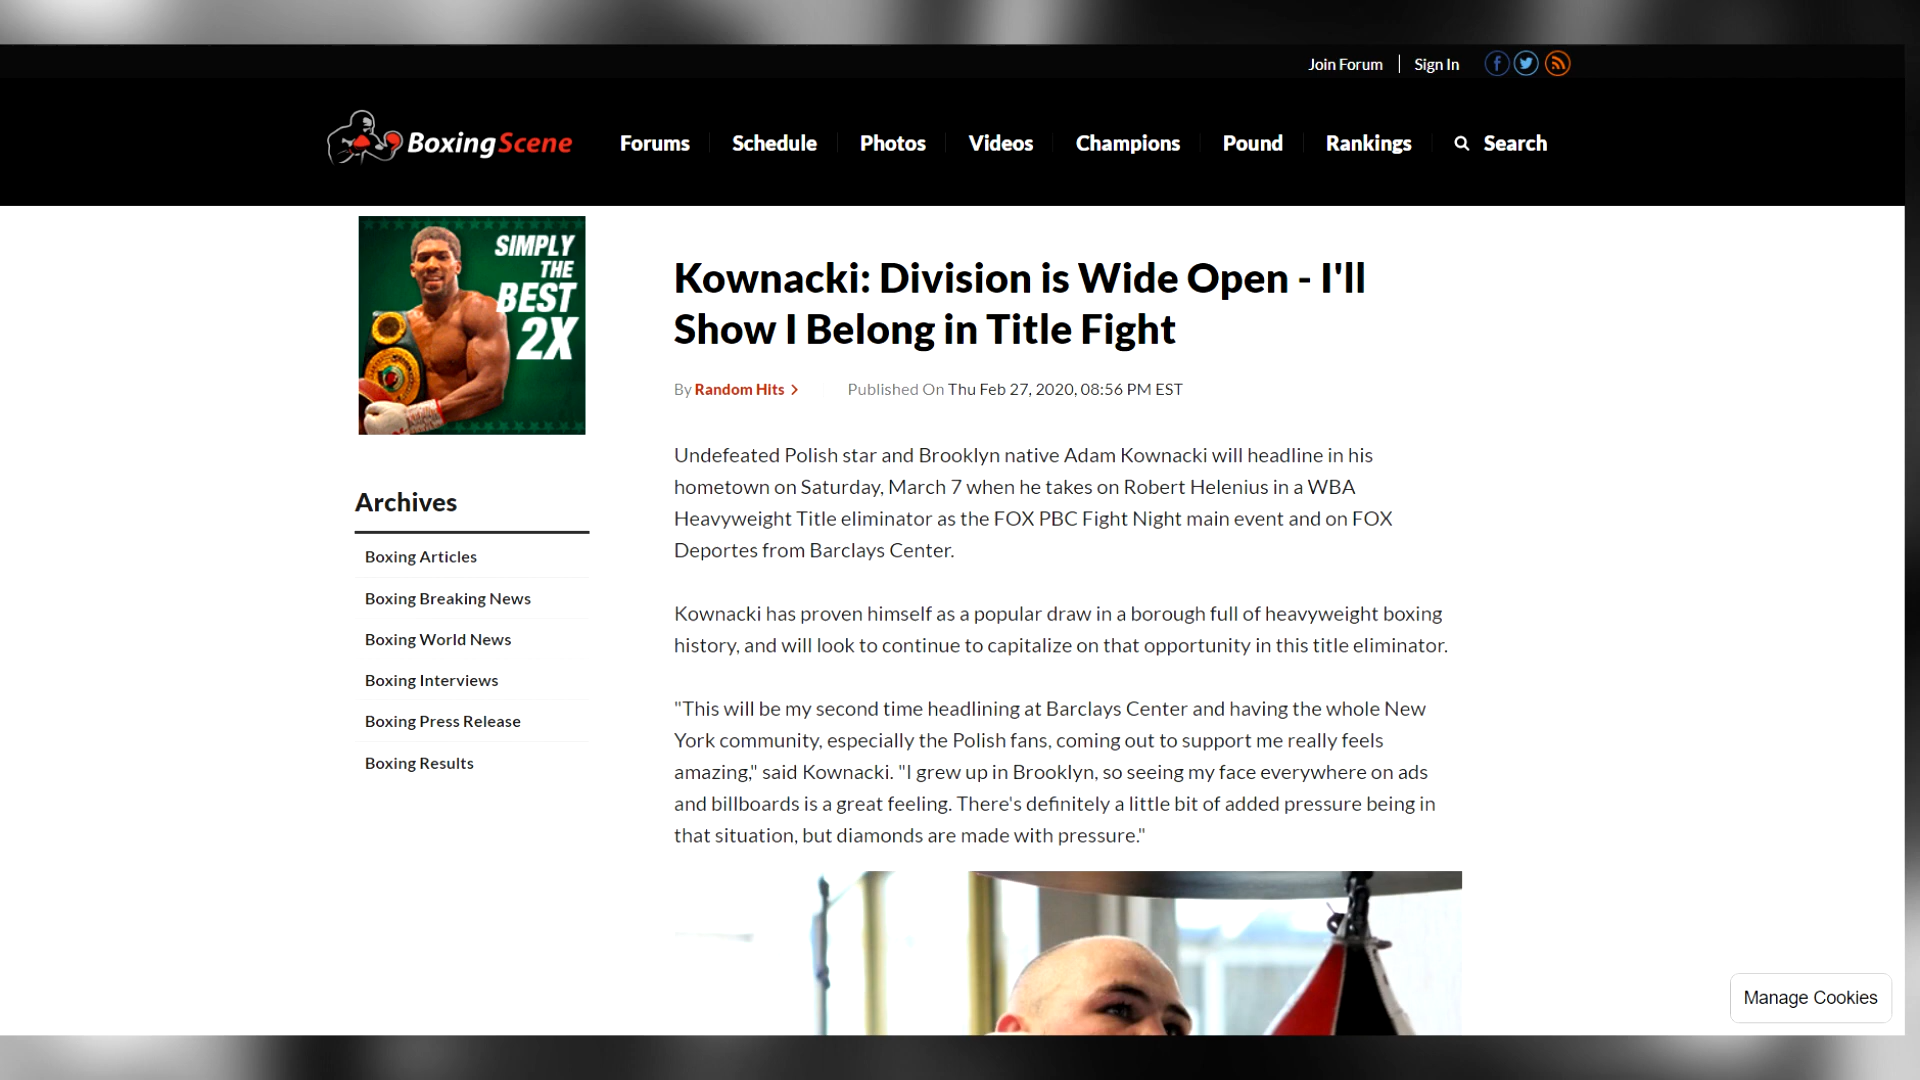 Join Forum
Sign In
BoxingScene
Forums
Schedule
Photos
Videos
Champions
Pound
Rankings
Search
SIMPLY
THE
BEST
2X
Kownacki: Division is Wide Open - I'll
Show I Belong in Title Fight
By Random Hits
Published On Thu Feb 27, 2020, 08:56 PM EST
Undefeated Polish star and Brooklyn native Adam Kownacki will headline in his
hometown on Saturday, March 7 when he takes on Robert Helenius in a WBA
Heavyweight Title eliminator as the FOX PBC Fight Night main event and on FOX
Deportes from Barclays Center.
Kownacki has proven himself as a popular draw in a borough full of heavyweight boxing
history, and will look to continue to capitalize on that opportunity in this title eliminator.
"This will be my second time headlining at Barclays Center and having the whole New
York community, especially the Polish fans, coming out to support me really feels
amazing," said Kownacki. "I grew up in Brooklyn, so seeing my face everywhere on ads
and billboards is a great feeling. There's definitely a little bit of added pressure being in
that situation, but diamonds are made with pressure."
Archives
Boxing Articles
Boxing Breaking News
Boxing World News
Boxing Interviews
Boxing Press Release
Boxing Results
Manage Cookies